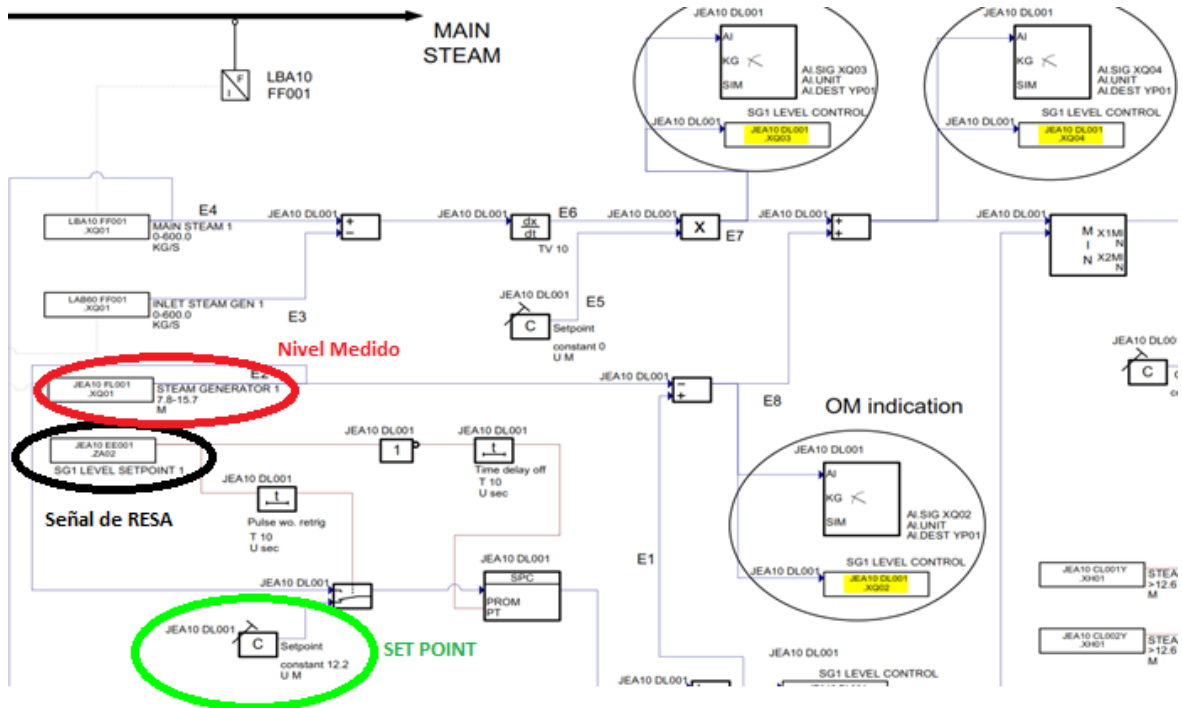 MAIN
STEAM
F
I
LBA10
FF001
JEA10 DL001
AI
KG
SIM
AI.SIG XQ03
AI.UNIT
AI.DEST YP01
SG1 LEVEL CONTROL
JEA10 DL001
JEA10 DL001
.XQ03
JEA10 DL001
AI
KG
SIM
AI.SIG XQ04
AI.UNIT
AI.DEST YP01
SG1 LEVEL CONTROL
JEA10 DL001
JEA10 DL001
.XQ04
LBA10 FF001
.XQ01
E4
MAIN STEAM 1
0-600.0
KG/S
JEA10 DL001
+
−
JEA10 DL001
dx
dt
TV 10
E6
JEA10 DL001
X
E7
JEA10 DL001
+
+
JEA10 DL001
M
I
N
X1MI
N
X2MI
N
LAB60 FF001
.XQ01
INLET STEAM GEN 1
0-600.0
KG/S
E3
JEA10 DL001
C
E5
Setpoint
constant 0
U M
Nivel Medido
E2
JEA10 FL001
.XQ01
STEAM GENERATOR 1
7.8-15.7
M
JEA10 DL001
−
+
E8
JEA10 DL00
C
OM indication
JEA10 EE001
.ZA02
SG1 LEVEL SETPOINT 1
JEA10 DL001
1
JEA10 DL001
t
Time delay off
T 10
U sec
Señal de RESA
JEA10 DL001
t
Pulse wo. retrig
T 10
U sec
JEA10 DL001
AI
KG
SIM
AI.SIG XQ02
AI.UNIT
AI.DEST YP01
SG1 LEVEL CONTROL
JEA10 DL001
JEA10 DL001
.XQ02
E1
JEA10 DL001
JEA10 DL001
SPC
PROM
PT
JEA10 DL001
C
Setpoint
constant 12.2
U M
SET POINT
JEA10 CL001Y
.XH01
STEA
>12.6
M
JEA10 CL002Y
.XH01
STEA
>12.6
M
JEA10 DL001
JEA10 DL001
SG1 LEVEL CONTROL